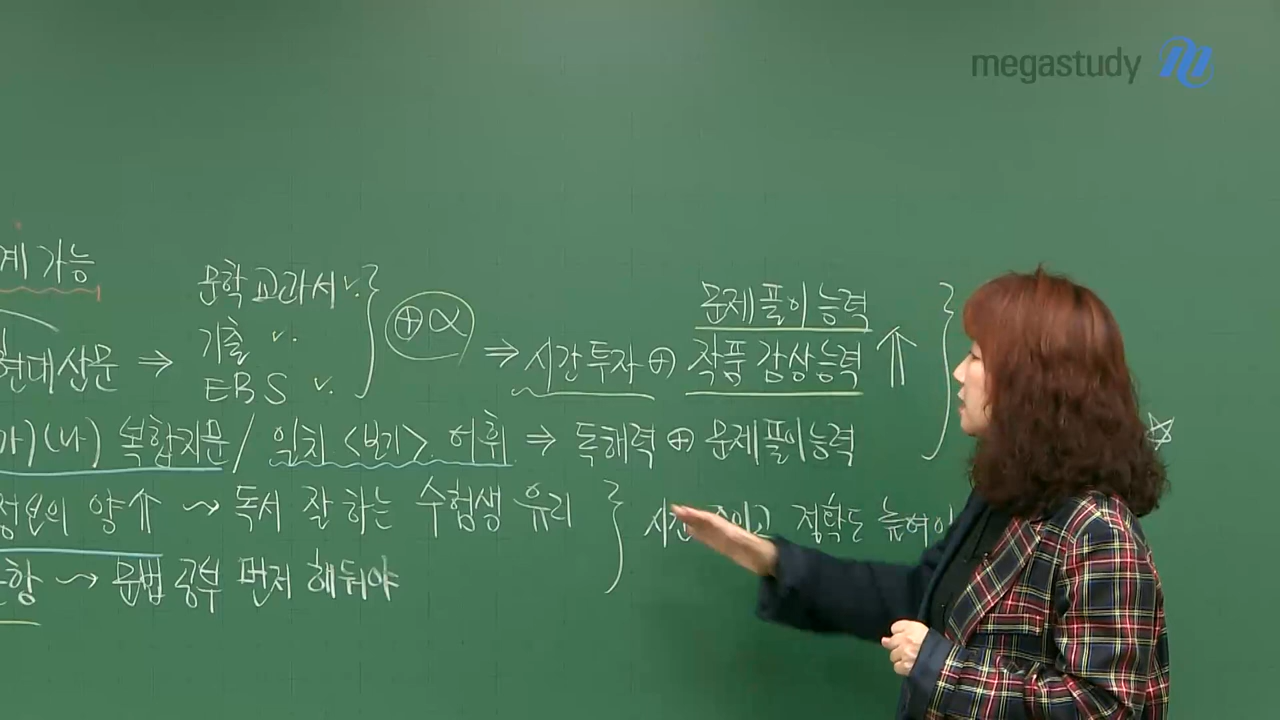 megastudy
계 가능
문학 교과서
기출
EBS
⊕α
현대산문 ⇒
⇒ 시간 투자 ⊕
문제 풀이 능력
작품 감상능력
가) (나) 복합지문 / 일치 <보기>. 어휘 ⇒ 독해력 ⊕ 문제풀이능력
정보의 양⇑ ⤳ 독서 잘 하는 수험생 유리
정확도 높여야
항 ⤳ 문법 공부 먼저 해둬야